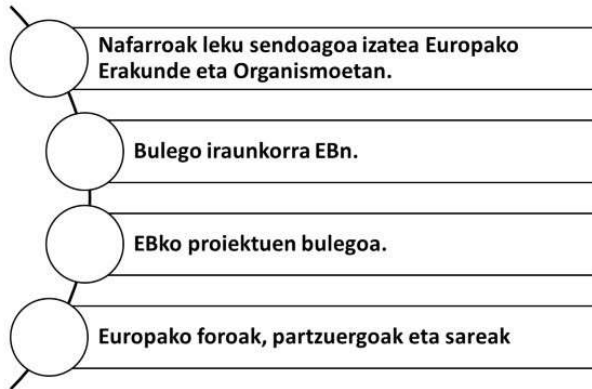 Nafarroak leku sendoagoa izatea Europako
Erakunde eta Organismoetan.
Bulego iraunkorra EBn.
EBko proiektuen bulegoa.
Europako foroak, partzuergoak eta sareak